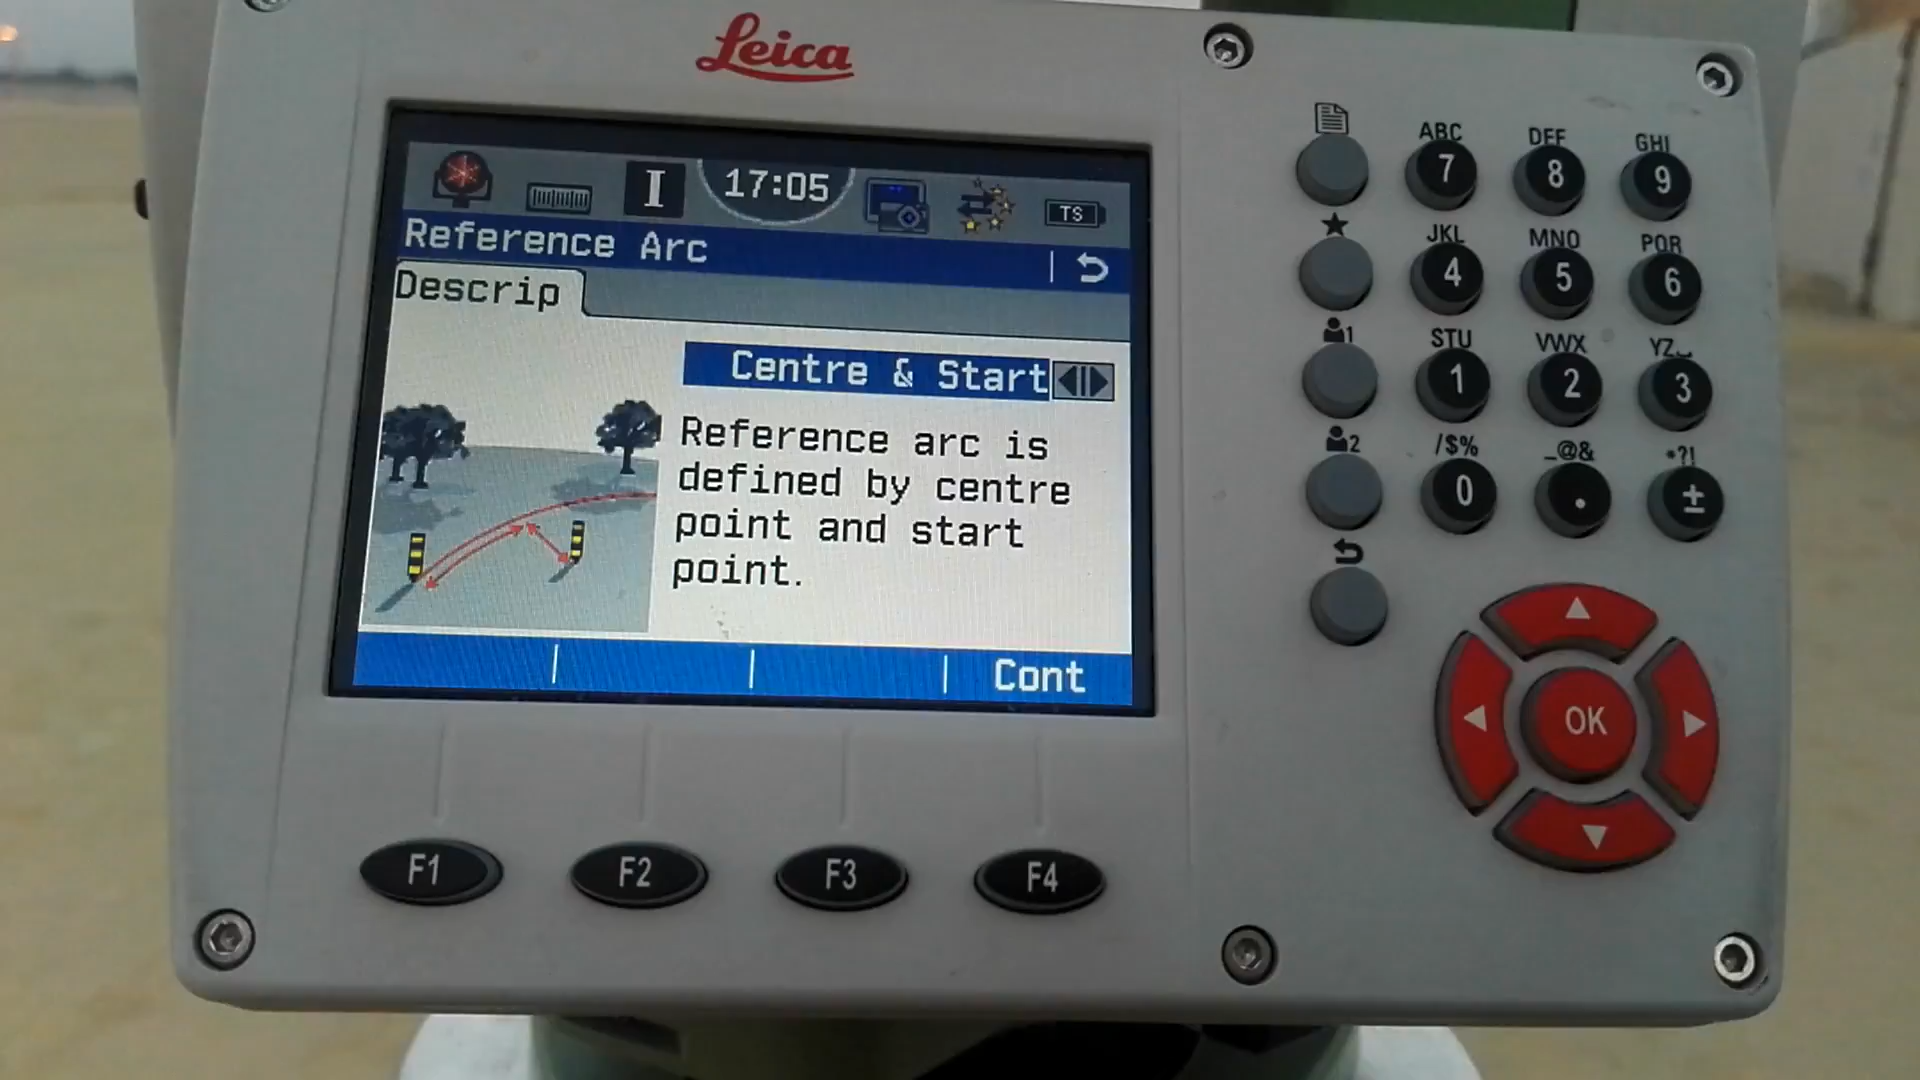 Leica
I
17:05
TS
Reference Arc
Descrip
Centre & Start
Reference arc is
defined by centre
point and start
point.
Cont
F1 F2 F3 F4
ABC DEF GHI
7 8 9
JKL MNO PQR
4 5 6
1
STU VWX YZ
1 2 3
2
/$% _@& *?!
0 . ±
OK